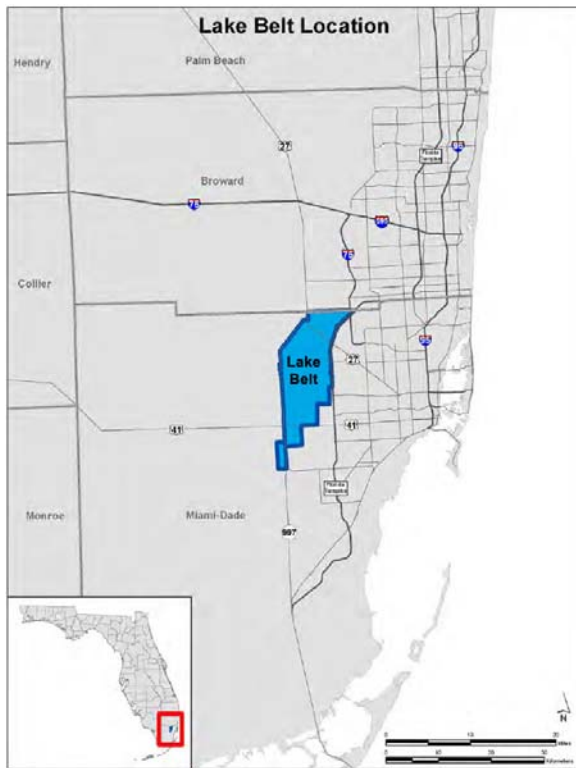 Lake Belt Location
Hendry
Palm Beach
27
95
Broward
75
595
75
Collier
Lake
Belt
27
95
41
41
Monroe
Miami-Dade
997
N